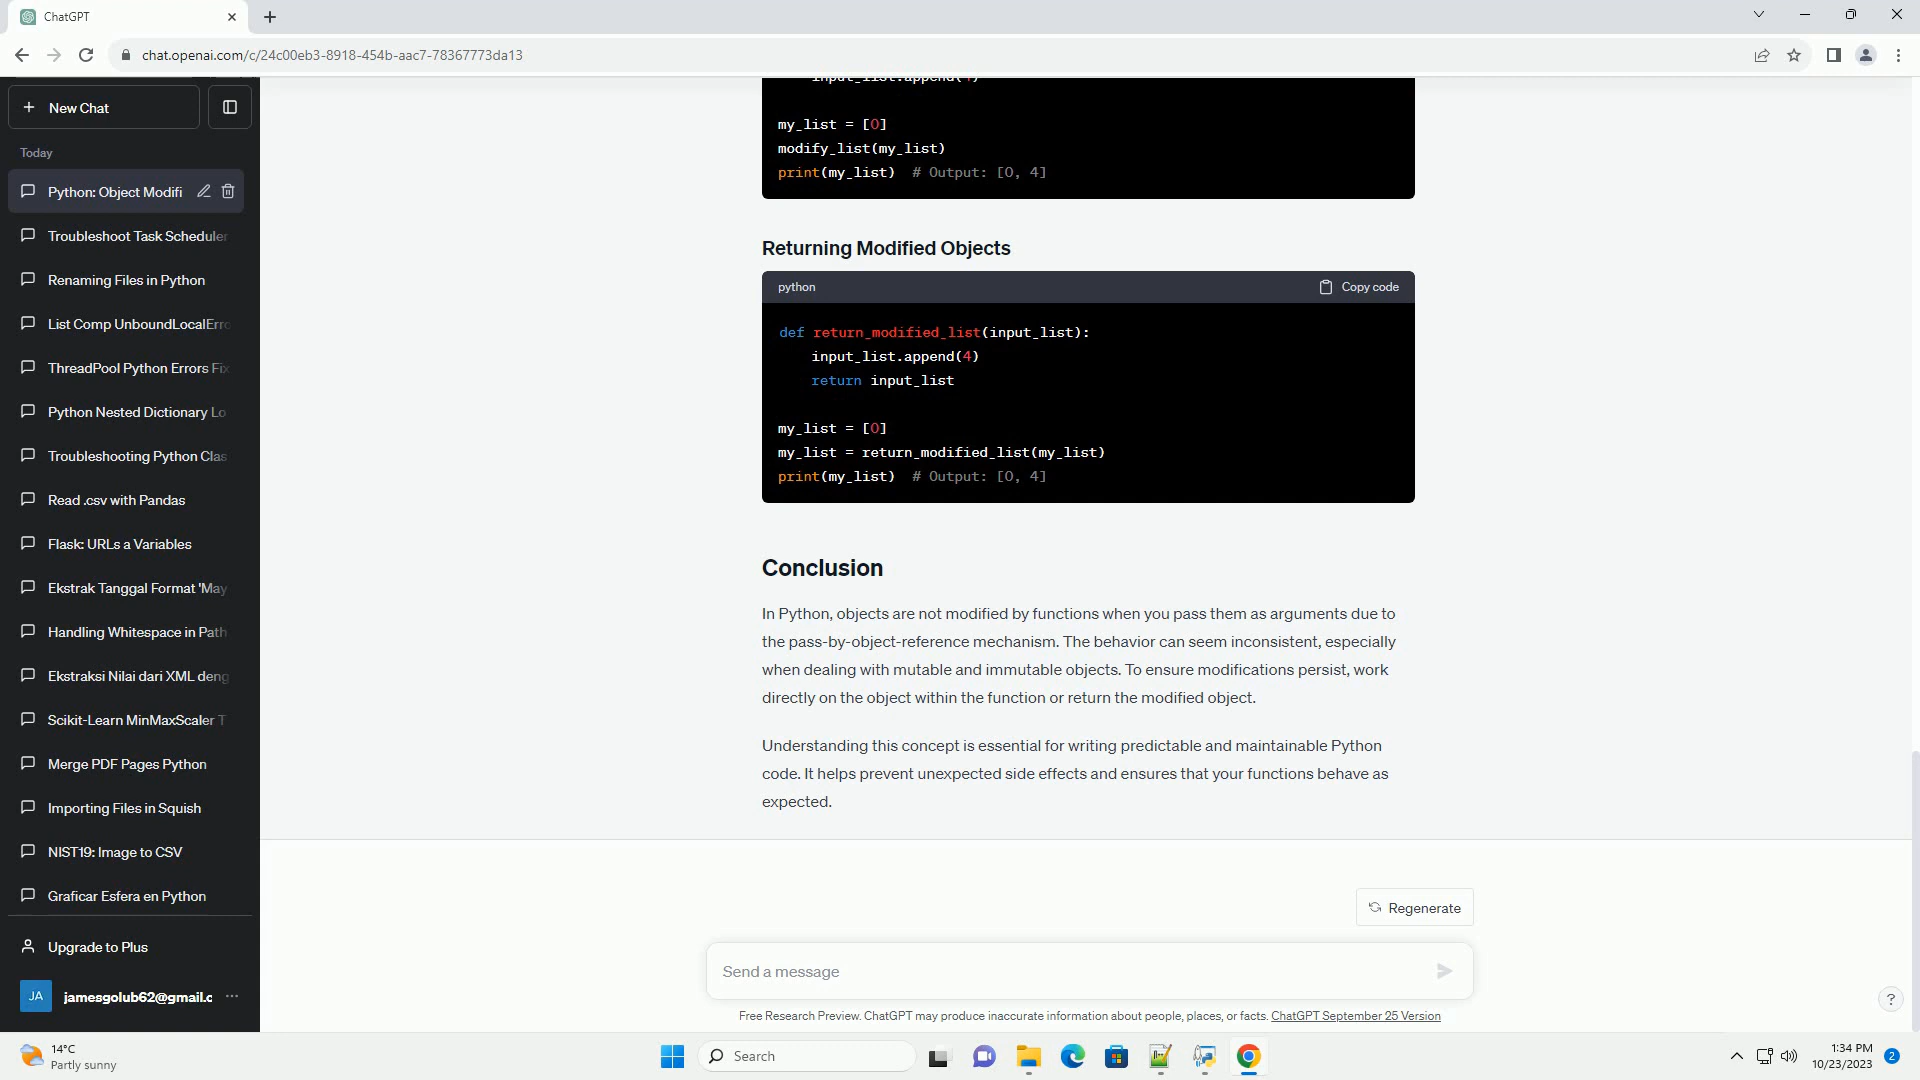 ChatGPT
chat.openai.com/c/24c00eb3-8918-454b-aac7-78367773da13
New Chat
Today
Python: Object Modifi
Troubleshoot Task Scheduler
Renaming Files in Python
List Comp UnboundLocalErro
ThreadPool Python Errors Fix
Python Nested Dictionary Lo
Troubleshooting Python Clas
Read .csv with Pandas
Flask: URLs a Variables
Ekstrak Tanggal Format 'May
Handling Whitespace in Path
Ekstraksi Nilai dari XML deng
Scikit-Learn MinMaxScaler T
Merge PDF Pages Python
Importing Files in Squish
NIST19: Image to CSV
Graficar Esfera en Python
Upgrade to Plus
JA
jamesgolub62@gmail.c
input_list.append(4)
my_list = [0]
modify_list(my_list)
print(my_list)  # Output: [0, 4]
Returning Modified Objects
python
Copy code
def return_modified_list(input_list):
    input_list.append(4)
    return input_list
my_list = [0]
my_list = return_modified_list(my_list)
print(my_list)  # Output: [0, 4]
Conclusion
In Python, objects are not modified by functions when you pass them as arguments due to
the pass-by-object-reference mechanism. The behavior can seem inconsistent, especially
when dealing with mutable and immutable objects. To ensure modifications persist, work
directly on the object within the function or return the modified object.
Understanding this concept is essential for writing predictable and maintainable Python
code. It helps prevent unexpected side effects and ensures that your functions behave as
expected.
Regenerate
Send a message
Free Research Preview. ChatGPT may produce inaccurate information about people, places, or facts. ChatGPT September 25 Version
?
14°C
Partly sunny
Search
1:34 PM
10/23/2023
2